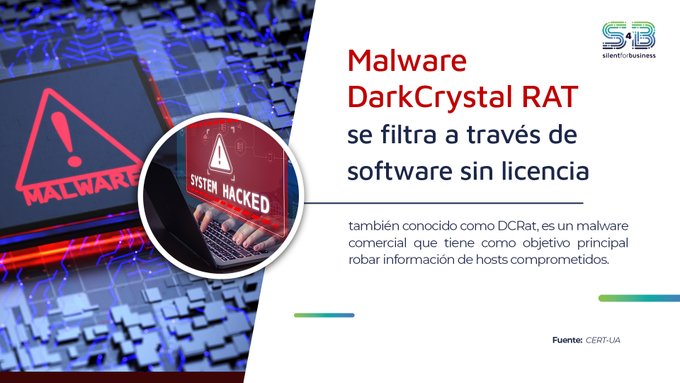 S4B
silentforbusiness
Malware
DarkCrystal RAT
se filtra a través de
software sin licencia
también conocido como DCRat, es un malware
comercial que tiene como objetivo principal
robar información de hosts comprometidos.
MALWARE
SYSTEM HACKED
Fuente: CERT-UA